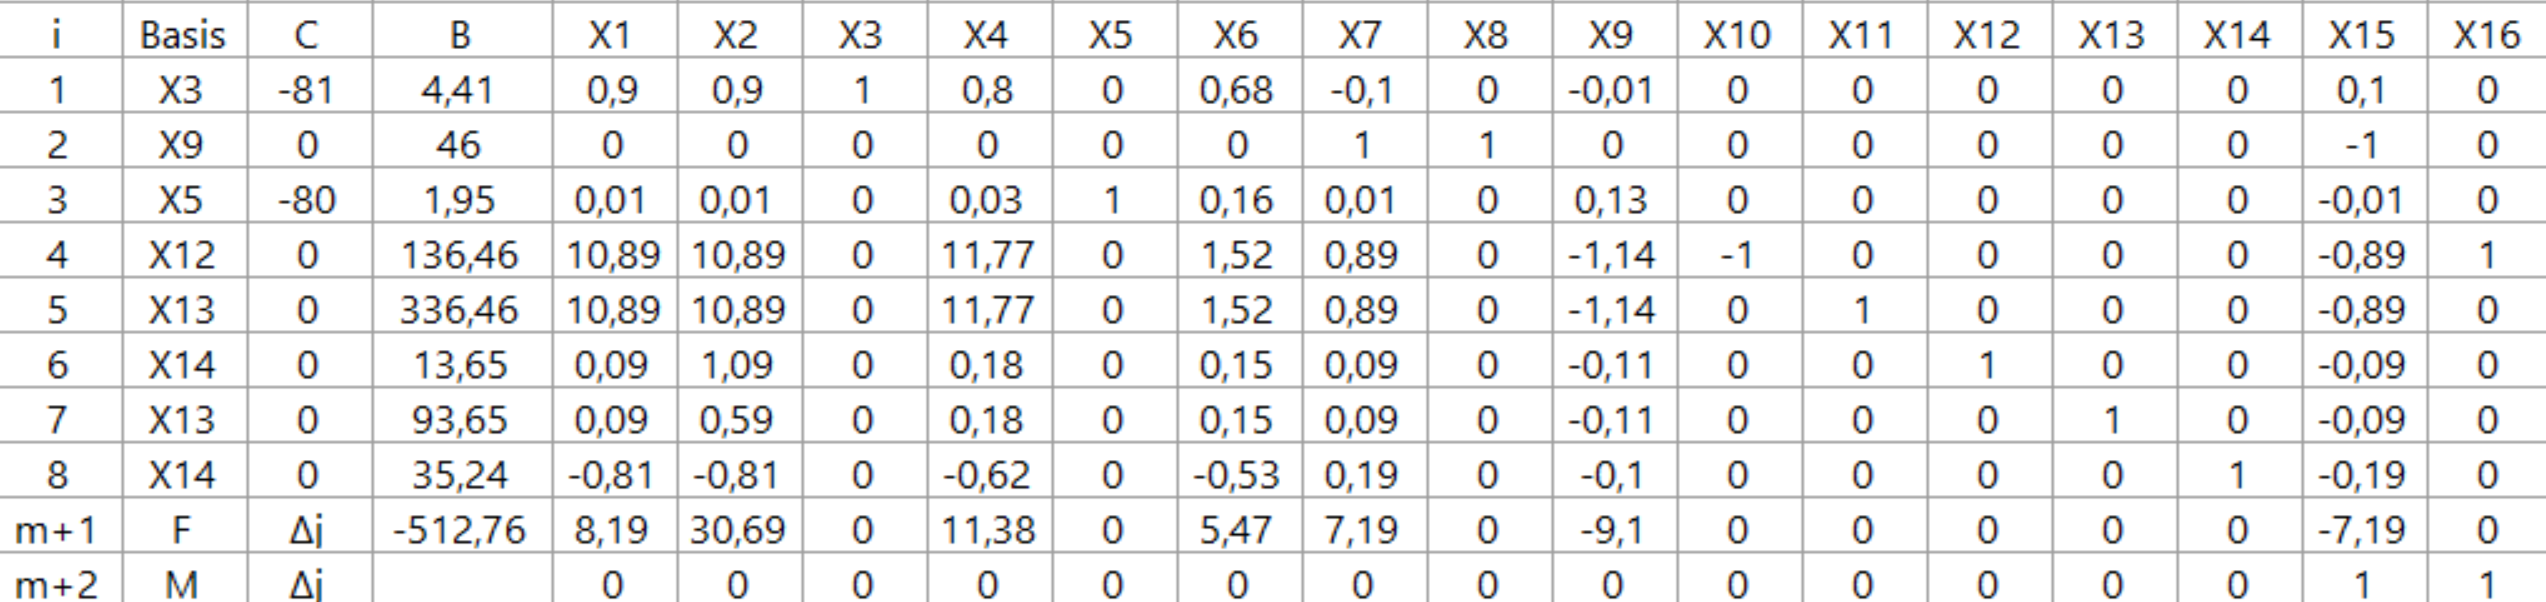 i Basis C B X1 X2 X3 X4 X5 X6 X7 X8 X9 X10 X11 X12 X13 X14 X15 X16
1 X3 -81 4,41 0,9 0,9 1 0,8 0 0,68 -0,1 0 -0,01 0 0 0 0 0 0,1 0
2 X9 0 46 0 0 0 0 0 0 1 1 0 0 0 0 0 0 -1 0
3 X5 -80 1,95 0,01 0,01 0 0,03 1 0,16 0,01 0 0,13 0 0 0 0 0 -0,01 0
4 X12 0 136,46 10,89 10,89 0 11,77 0 1,52 0,89 0 -1,14 -1 0 0 0 0 -0,89 1
5 X13 0 336,46 10,89 10,89 0 11,77 0 1,52 0,89 0 -1,14 0 1 0 0 0 -0,89 0
6 X14 0 13,65 0,09 1,09 0 0,18 0 0,15 0,09 0 -0,11 0 0 1 0 0 -0,09 0
7 X13 0 93,65 0,09 0,59 0 0,18 0 0,15 0,09 0 -0,11 0 0 0 1 0 -0,09 0
8 X14 0 35,24 -0,81 -0,81 0 -0,62 0 -0,53 0,19 0 -0,1 0 0 0 0 1 -0,19 0
m+1 F Δj -512,76 8,19 30,69 0 11,38 0 5,47 7,19 0 -9,1 0 0 0 0 0 -7,19 0
m+2 M Δj 0 0 0 0 0 0 0 0 0 0 0 0 0 0 1 1